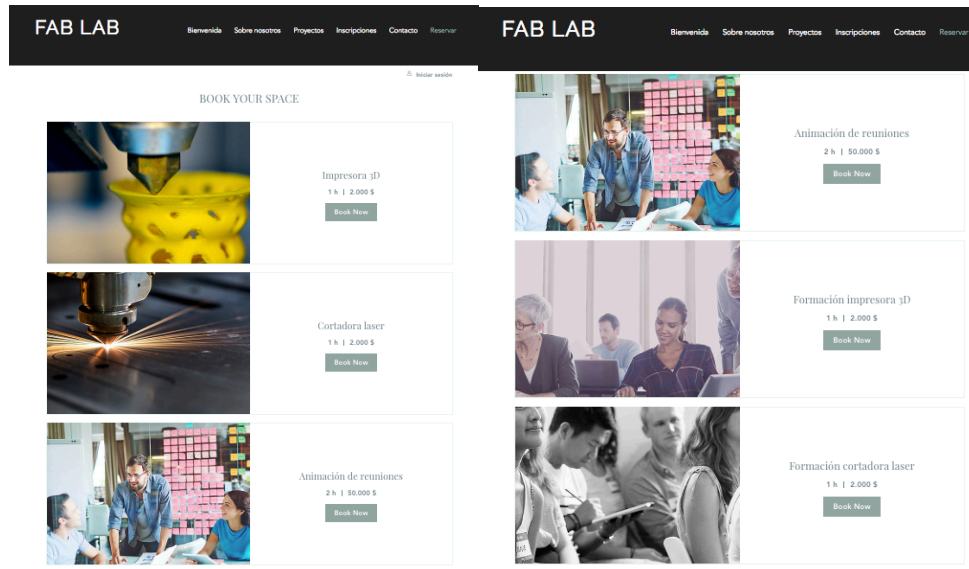 FAB LAB
Bienvenida Sobre nosotros Proyectos Inscripciones Contacto Reservar
Iniciar sesión
BOOK YOUR SPACE
Impresora 3D
1 h | 2.000 $
Book Now
Cortadora laser
1 h | 2.000 $
Book Now
Animación de reuniones
2 h | 50.000 $
Book Now
FAB LAB
Bienvenida Sobre nosotros Proyectos Inscripciones Contacto Reservar
Animación de reuniones
2 h | 50.000 $
Book Now
Formación impresora 3D
1 h | 2.000 $
Book Now
Formación cortadora laser
1 h | 2.000 $
Book Now